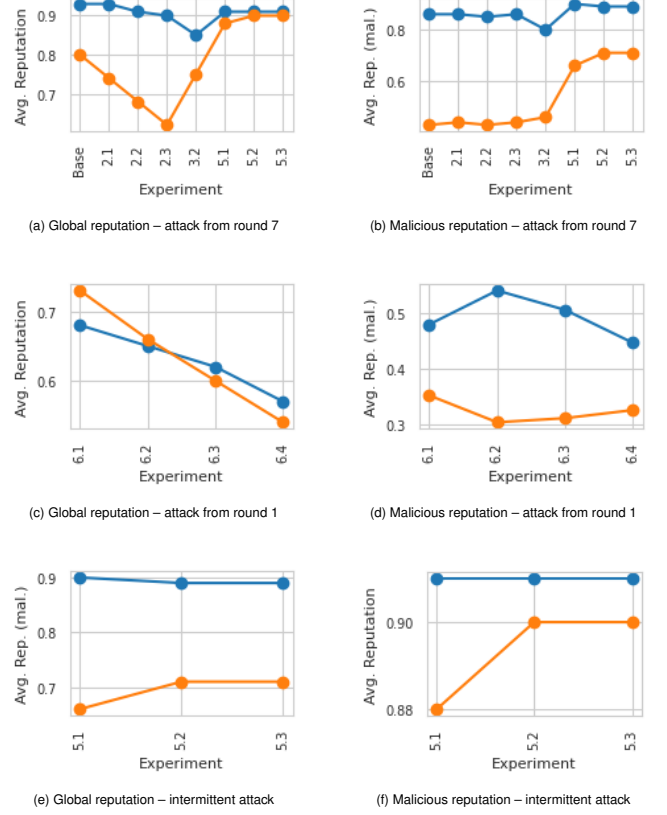 Avg. Reputation
0.9
0.8
0.7
Base
2.1
2.2
2.3
3.2
5.1
5.2
5.3
Experiment
Avg. Rep. (mal.)
0.8
0.6
Base
2.1
2.2
2.3
3.2
5.1
5.2
5.3
Experiment
(a) Global reputation – attack from round 7
(b) Malicious reputation – attack from round 7
Avg. Reputation
0.7
0.6
6.1
6.2
6.3
6.4
Experiment
Avg. Rep. (mal.)
0.5
0.4
0.3
6.1
6.2
6.3
6.4
Experiment
(c) Global reputation – attack from round 1
(d) Malicious reputation – attack from round 1
Avg. Rep. (mal.)
0.9
0.8
0.7
5.1
5.2
5.3
Experiment
Avg. Reputation
0.90
0.88
5.1
5.2
5.3
Experiment
(e) Global reputation – intermittent attack
(f) Malicious reputation – intermittent attack